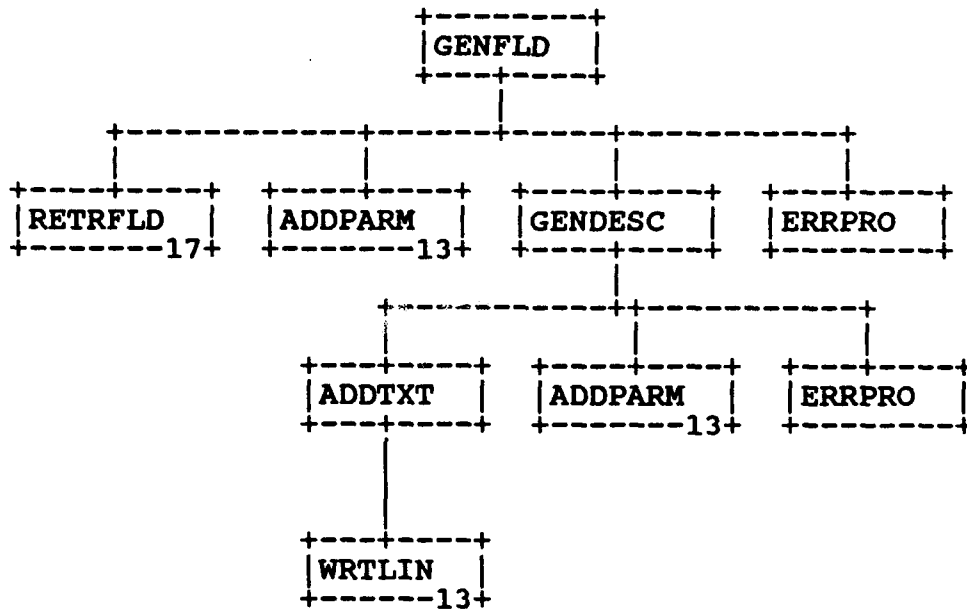 GENFLD
RETRFLD ADDPARM GENDESC ERRPRO
17 13
ADDTXT ADDPARM ERRPRO
13
WRTLIN
13